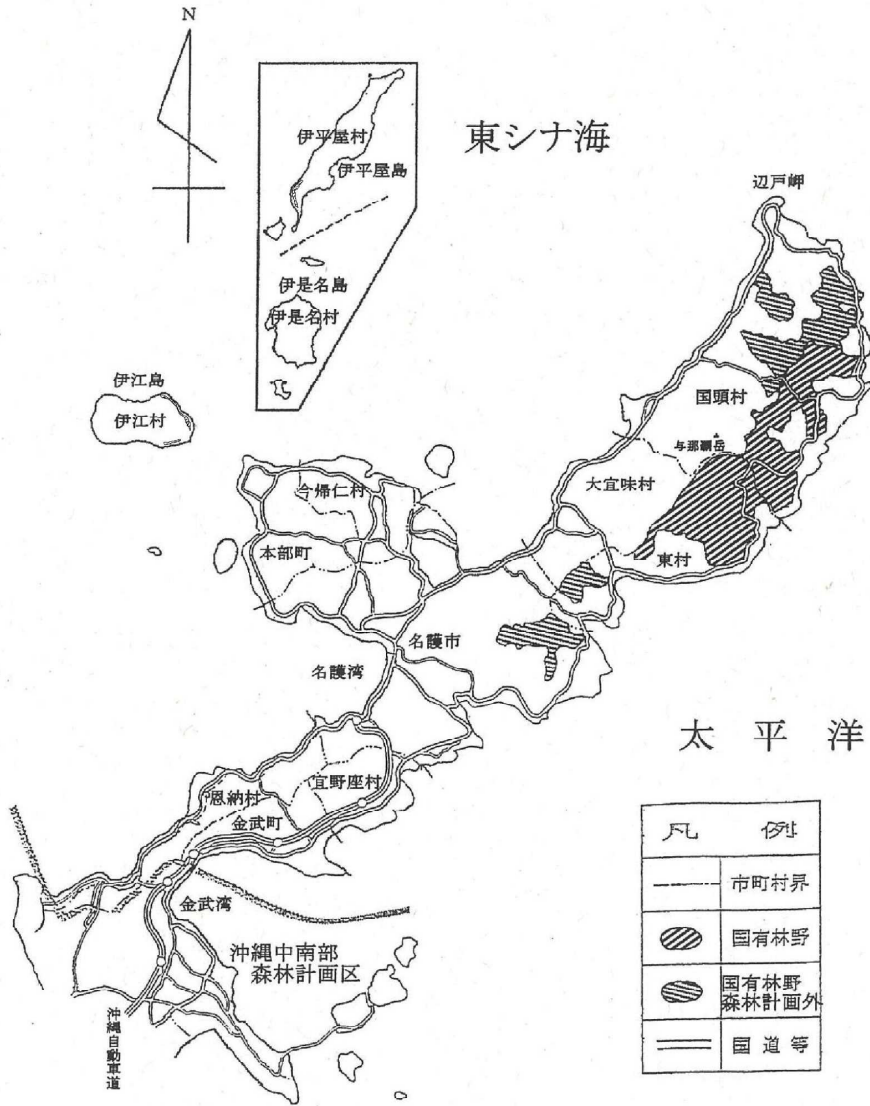 N
東シナ海
伊平屋村
伊平屋島
辺戸岬
伊是名島
伊是名村
伊江島
伊江村
国頭村
与那覇岳
大宜味村
今帰仁村
本部町
東村
名護市
名護湾
太平洋
宜野座村
恩納村
金武町
金武湾
沖縄中南部
森林計画区
沖縄自動車道
凡例
市町村界
国有林野
国有林野
森林計画外
国道等